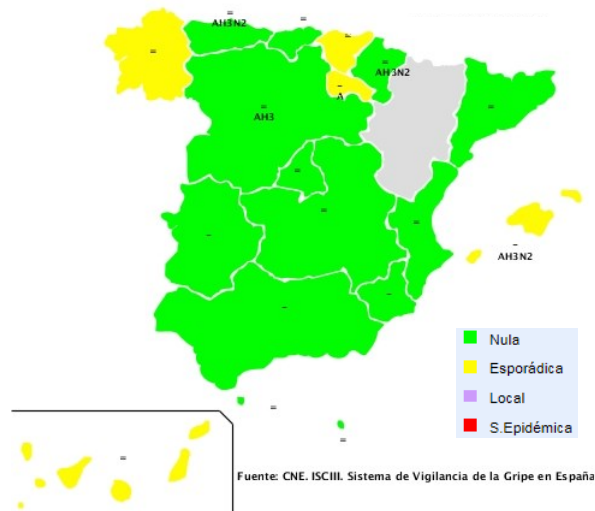 =
AH3N2
=
=
=
=
AH3N2
–
A
=
AH3
=
=
=
=
–
–
AH3N2
–
–
=
=
=
Nula
Esporádica
Local
S.Epidémica
Fuente: CNE. ISCIII. Sistema de Vigilancia de la Gripe en España